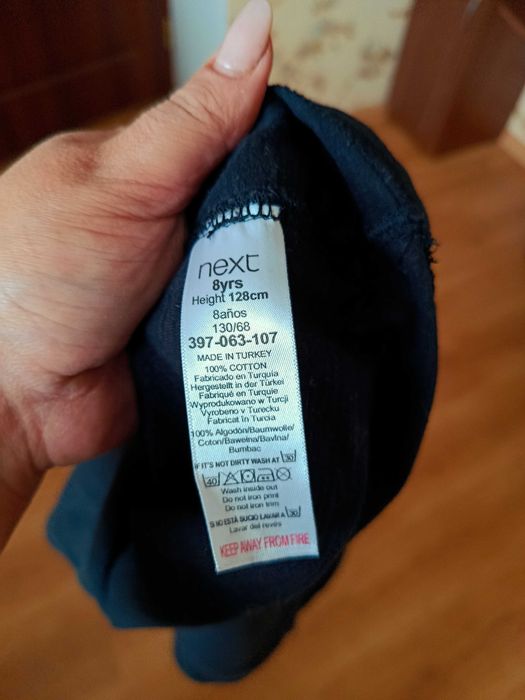 next
8yrs
Height 128cm
8años
130/68
397-063-107
MADE IN TURKEY
100% COTTON
Fabricado en Turquía
Hergestellt in der Türkei
Fabriqué en Turquie
Wyprodukowano w Turcji
Vyrobeno v Turecku
Fabricat în Turcia
100% Algodón/Baumwolle/
Coton/Bawełna/Bavlna/
Bumbac
IF IT'S NOT DIRTY WASH AT 30
40
Wash inside out
Do not iron print
Do not iron trim
SI NO ESTÁ SUCIO LAVAR A 30
Lavar del revés
KEEP AWAY FROM FIRE